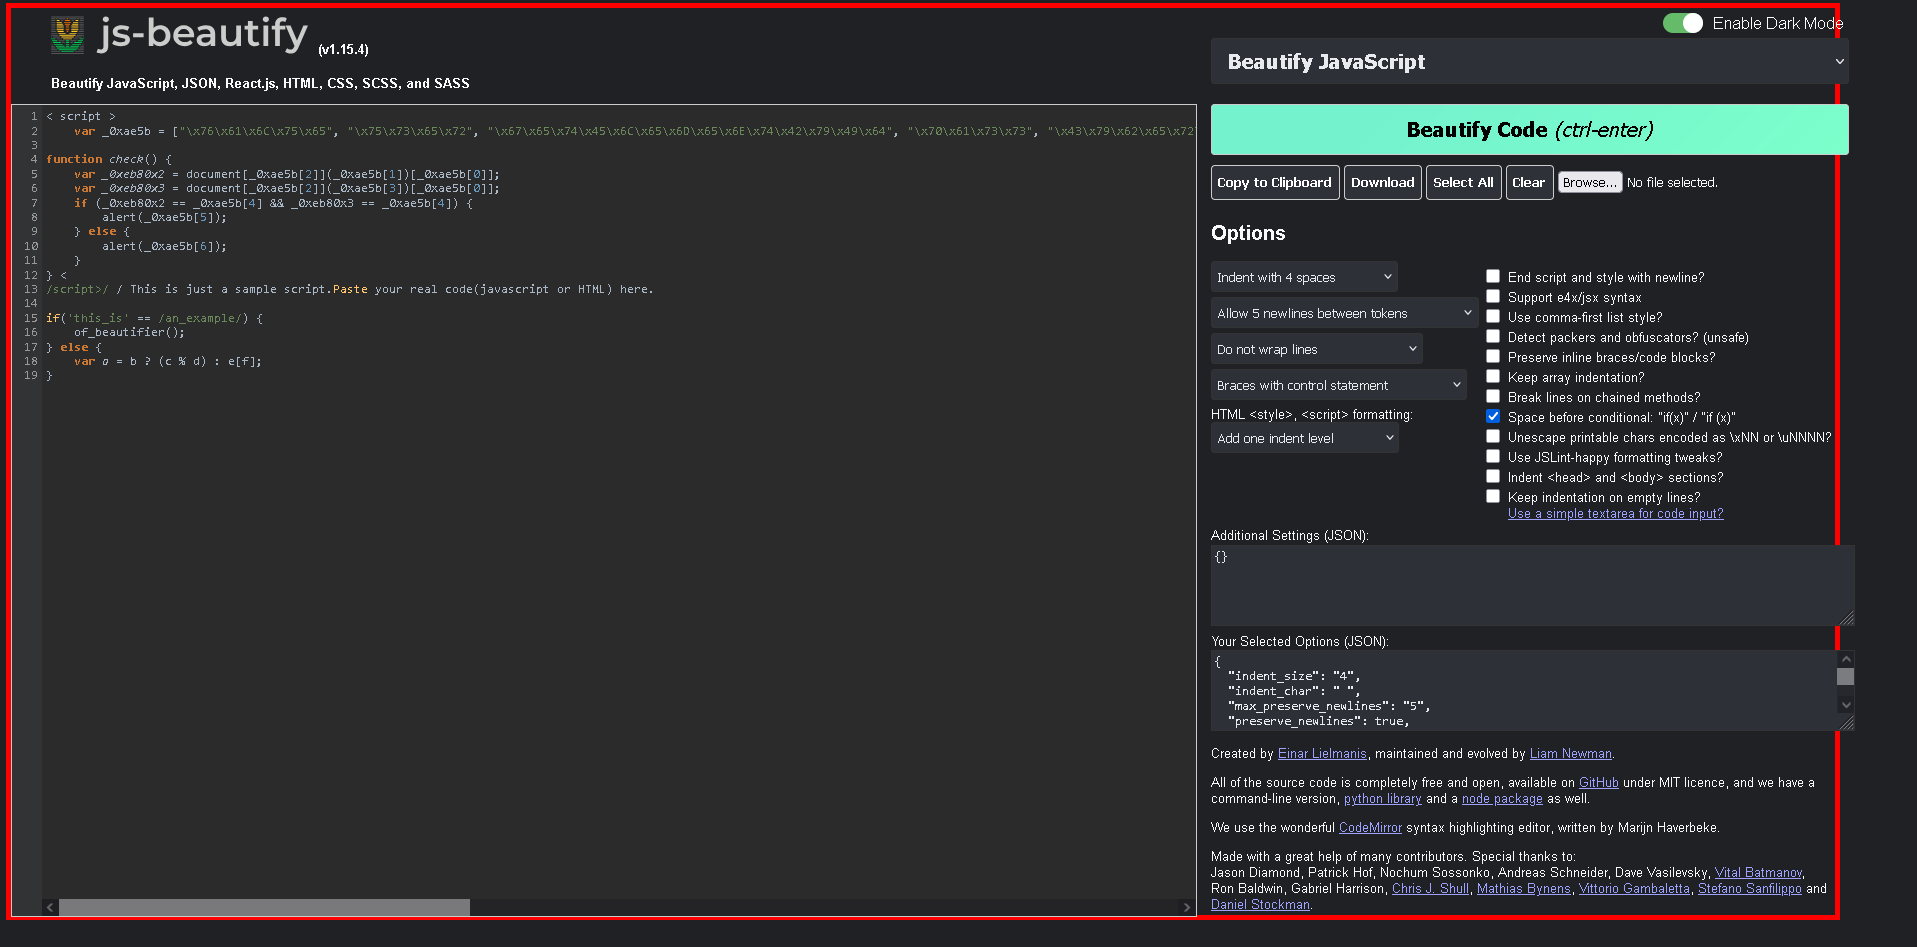 js-beautify (v1.15.4)
Beautify JavaScript, JSON, React.js, HTML, CSS, SCSS, and SASS
1 < script >
2 var _0xae5b = ["\x76\x61\x6C\x75\x65", "\x75\x73\x65\x72", "\x67\x65\x74\x45\x6C\x65\x6D\x65\x6E\x74\x42\x79\x49\x64", "\x70\x61\x73\x73", "\x43\x79\x62\x65\x72
3
4 function check() {
5 var _0xeb80x2 = document[_0xae5b[2]](_0xae5b[1])[_0xae5b[0]];
6 var _0xeb80x3 = document[_0xae5b[2]](_0xae5b[3])[_0xae5b[0]];
7 if (_0xeb80x2 == _0xae5b[4] && _0xeb80x3 == _0xae5b[4]) {
8 alert(_0xae5b[5]);
9 } else {
10 alert(_0xae5b[6]);
11 }
12 } <
13 /script>/ / This is just a sample script.Paste your real code(javascript or HTML) here.
14
15 if('this_is' == /an_example/) {
16 of_beautifier();
17 } else {
18 var a = b ? (c % d) : e[f];
19 }
Enable Dark Mode
Beautify JavaScript
Beautify Code (ctrl-enter)
Copy to Clipboard Download Select All Clear Browse... No file selected.
Options
Indent with 4 spaces
Allow 5 newlines between tokens
Do not wrap lines
Braces with control statement
HTML <style>, <script> formatting:
Add one indent level
End script and style with newline?
Support e4x/jsx syntax
Use comma-first list style?
Detect packers and obfuscators? (unsafe)
Preserve inline braces/code blocks?
Keep array indentation?
Break lines on chained methods?
Space before conditional: "if(x)" / "if (x)"
Unescape printable chars encoded as \xNN or \uNNNN?
Use JSLint-happy formatting tweaks?
Indent <head> and <body> sections?
Keep indentation on empty lines?
Use a simple textarea for code input?
Additional Settings (JSON):
{}
Your Selected Options (JSON):
{
"indent_size": "4",
"indent_char": " ",
"max_preserve_newlines": "5",
"preserve_newlines": true,
Created by Einar Lielmanis, maintained and evolved by Liam Newman.
All of the source code is completely free and open, available on GitHub under MIT licence, and we have a
command-line version, python library and a node package as well.
We use the wonderful CodeMirror syntax highlighting editor, written by Marijn Haverbeke.
Made with a great help of many contributors. Special thanks to:
Jason Diamond, Patrick Hof, Nochum Sossonko, Andreas Schneider, Dave Vasilevsky, Vital Batmanov,
Ron Baldwin, Gabriel Harrison, Chris J. Shull, Mathias Bynens, Vittorio Gambaletta, Stefano Sanfilippo and
Daniel Stockman.